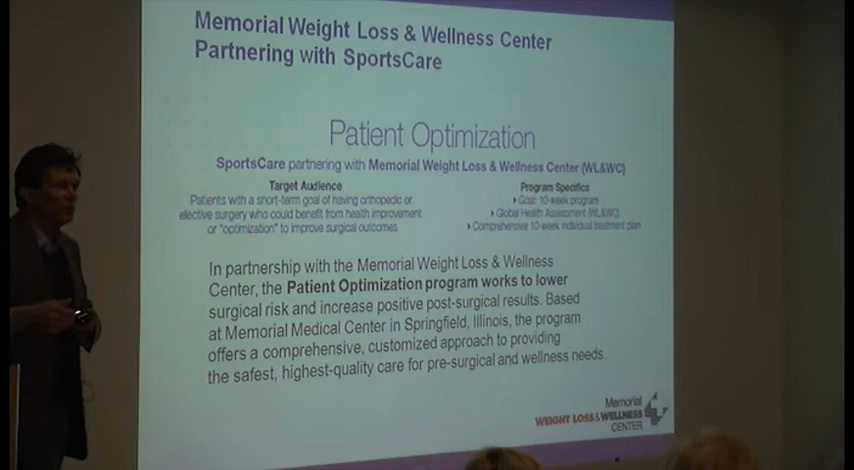 Memorial Weight Loss & Wellness Center
Partnering with SportsCare
Patient Optimization
SportsCare partnering with Memorial Weight Loss & Wellness Center (WL&WC)
Target Audience
Patients with a short-term goal of having orthopedic or
elective surgery who could benefit from health improvement
or "optimization" to improve surgical outcomes
Program Specifics
Goal: 10-week program
Global Health Assessment (WL&WC)
Comprehensive 10-week individual treatment plan
In partnership with the Memorial Weight Loss & Wellness
Center, the Patient Optimization program works to lower
surgical risk and increase positive post-surgical results. Based
at Memorial Medical Center in Springfield, Illinois, the program
offers a comprehensive, customized approach to providing
the safest, highest-quality care for pre-surgical and wellness needs.
Memorial
WEIGHT LOSS & WELLNESS
CENTER